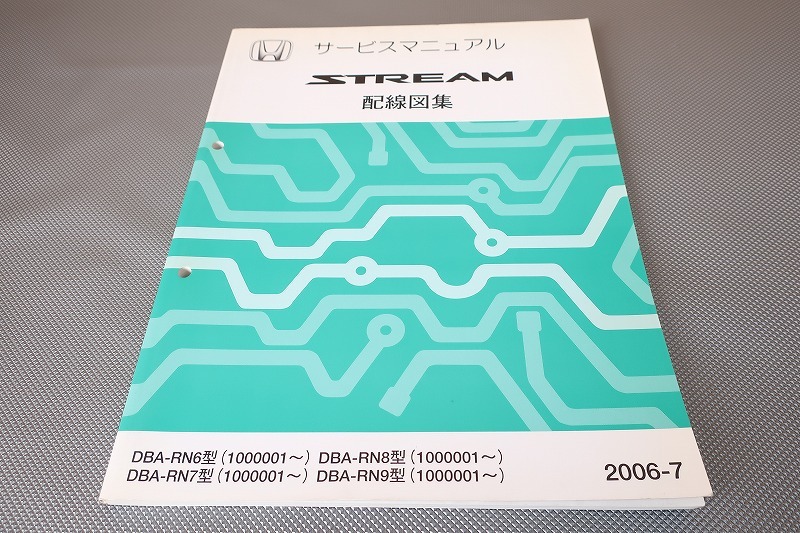 サービスマニュアル
STREAM
配線図集
DBA-RN6型(1000001〜) DBA-RN8型(1000001〜)
DBA-RN7型(1000001〜) DBA-RN9型(1000001〜)
2006-7